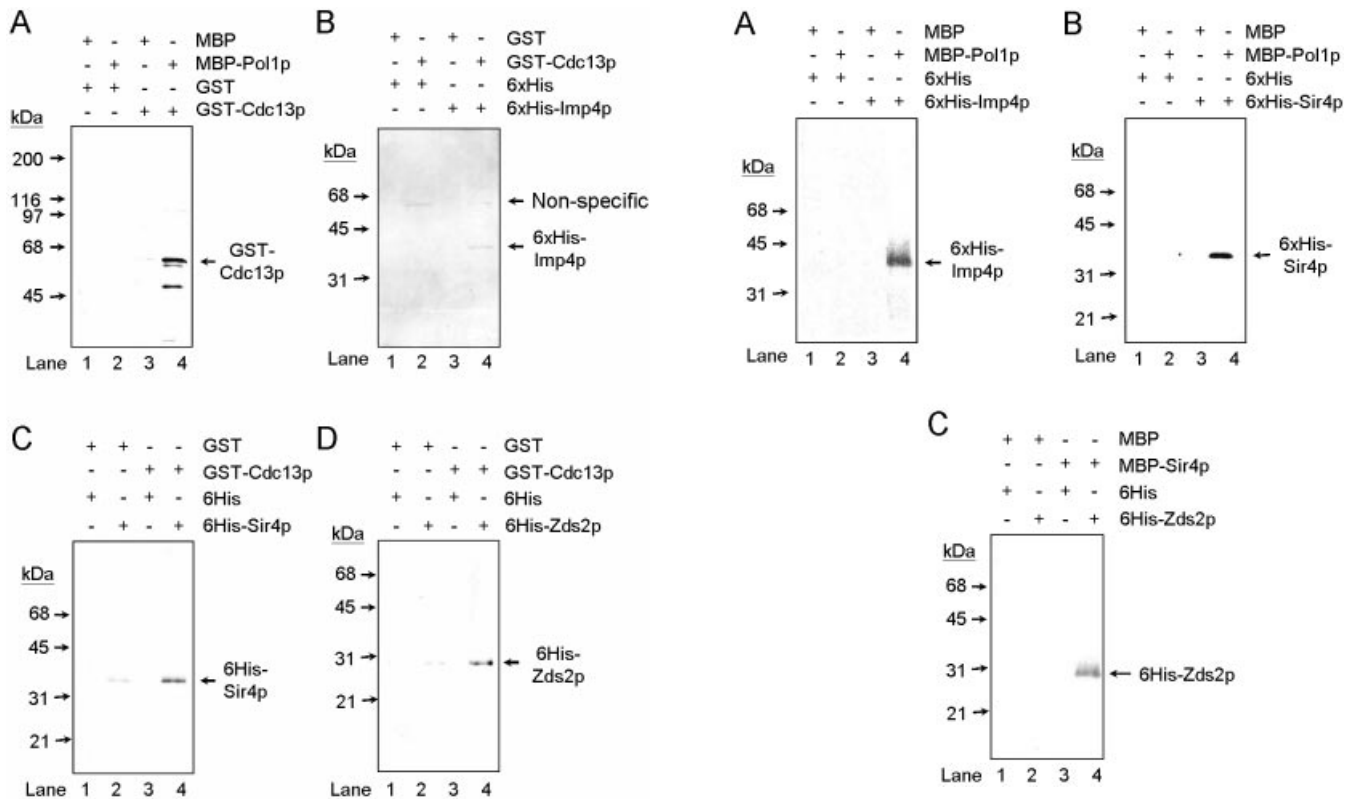 A
+ - + - MBP
- + - + MBP-Pol1p
+ + - - GST
- - + + GST-Cdc13p
kDa
200
116
97
68
45
GST-
Cdc13p
Lane 1 2 3 4
B
+ - + - GST
- + - + GST-Cdc13p
+ + - - 6xHis
- - + + 6xHis-Imp4p
kDa
68
45
31
Non-specific
6xHis-
Imp4p
Lane 1 2 3 4
A
+ - + - MBP
- + - + MBP-Pol1p
+ + - - 6xHis
- - + + 6xHis-Imp4p
kDa
68
45
31
6xHis-
Imp4p
Lane 1 2 3 4
B
+ - + - MBP
- + - + MBP-Pol1p
+ + - - 6xHis
- - + + 6xHis-Sir4p
kDa
68
45
31
21
6xHis-
Sir4p
Lane 1 2 3 4
C
+ + - - GST
- - + + GST-Cdc13p
+ - + - 6His
- + - + 6His-Sir4p
kDa
68
45
31
21
6His-
Sir4p
Lane 1 2 3 4
D
+ + - - GST
- - + + GST-Cdc13p
+ - + - 6His
- + - + 6His-Zds2p
kDa
68
45
31
21
6His-
Zds2p
Lane 1 2 3 4
C
+ + - - MBP
- - + + MBP-Sir4p
+ - + - 6His
- + - + 6His-Zds2p
kDa
68
45
31
21
6His-Zds2p
Lane 1 2 3 4